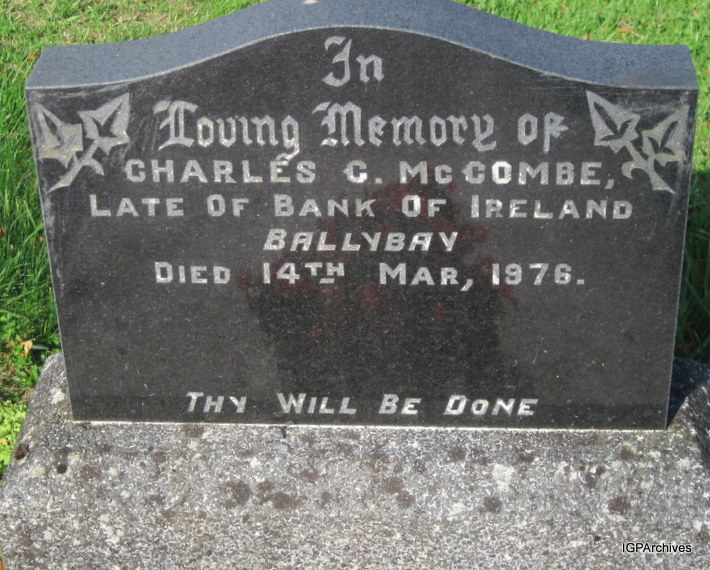 In
Loving Memory of
CHARLES G. McCOMBE,
LATE OF BANK OF IRELAND
BALLYBAY
DIED 14TH MAR, 1976.
THY WILL BE DONE
IGPArchives